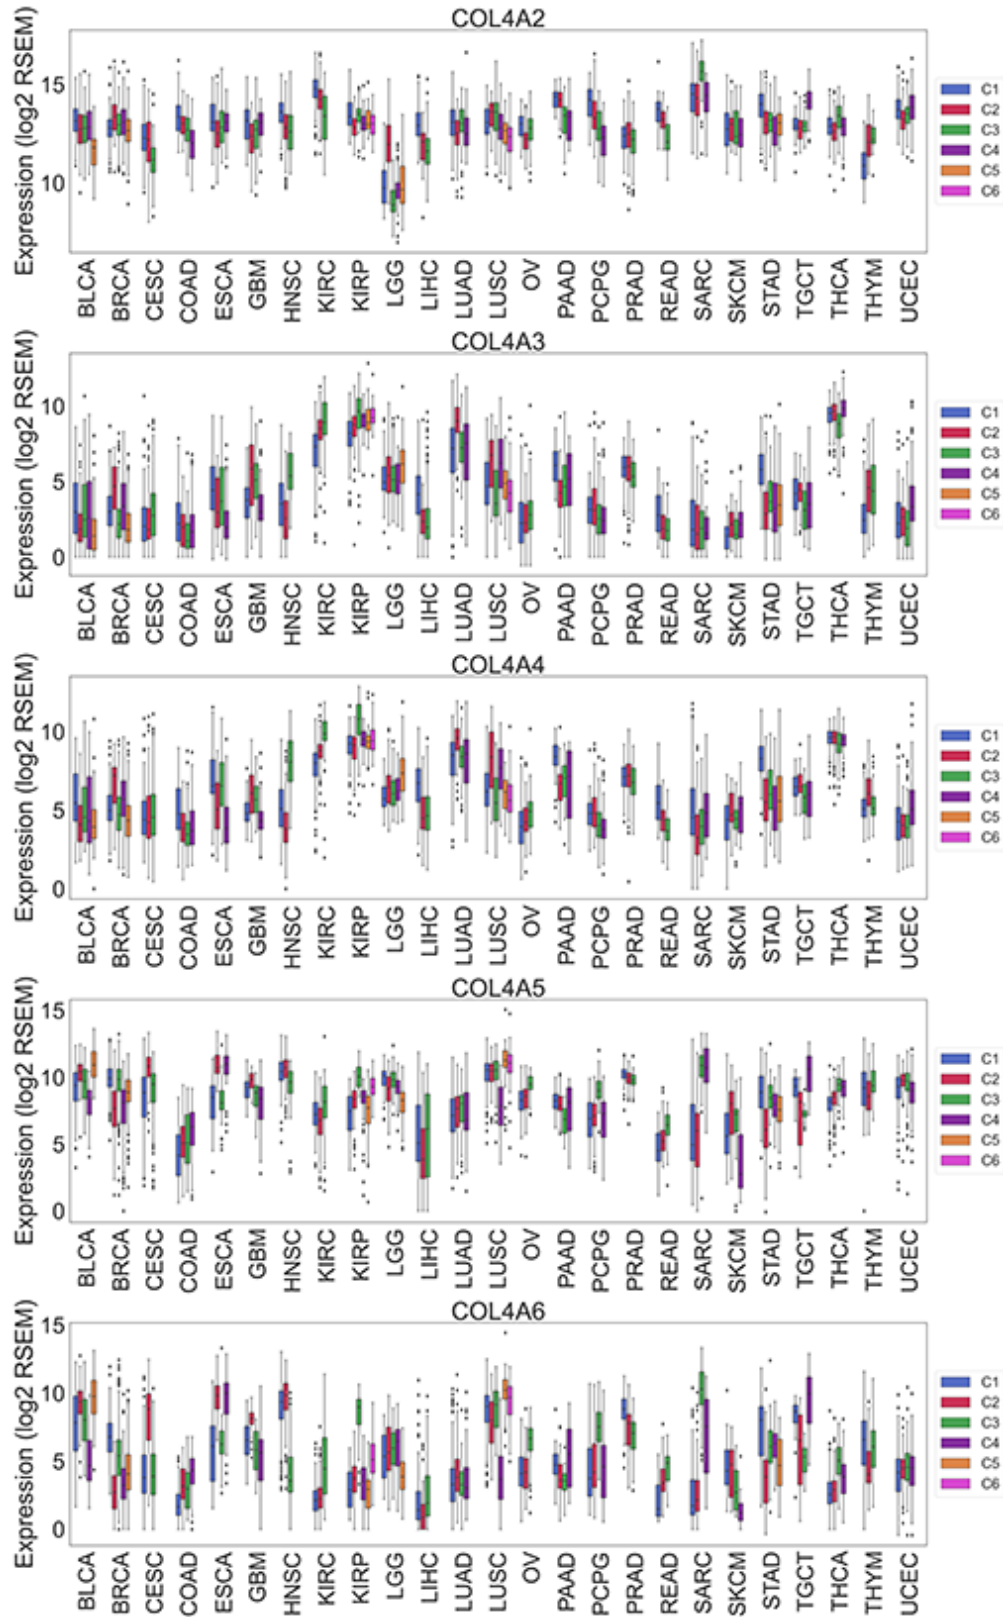 COL4A2
Expression (log2 RSEM)
15
10
BLCA BRCA CESC COAD ESCA GBM HNSC KIRC KIRP LGG LIHC LUAD LUSC OV PAAD PCPG PRAD READ SARC SKCM STAD TGCT THCA THYM UCEC
C1
C2
C3
C4
C5
C6
COL4A3
Expression (log2 RSEM)
10
5
0
BLCA BRCA CESC COAD ESCA GBM HNSC KIRC KIRP LGG LIHC LUAD LUSC OV PAAD PCPG PRAD READ SARC SKCM STAD TGCT THCA THYM UCEC
C1
C2
C3
C4
C5
C6
COL4A4
Expression (log2 RSEM)
10
5
0
BLCA BRCA CESC COAD ESCA GBM HNSC KIRC KIRP LGG LIHC LUAD LUSC OV PAAD PCPG PRAD READ SARC SKCM STAD TGCT THCA THYM UCEC
C1
C2
C3
C4
C5
C6
COL4A5
Expression (log2 RSEM)
15
10
5
0
BLCA BRCA CESC COAD ESCA GBM HNSC KIRC KIRP LGG LIHC LUAD LUSC OV PAAD PCPG PRAD READ SARC SKCM STAD TGCT THCA THYM UCEC
C1
C2
C3
C4
C5
C6
COL4A6
Expression (log2 RSEM)
15
10
5
0
BLCA BRCA CESC COAD ESCA GBM HNSC KIRC KIRP LGG LIHC LUAD LUSC OV PAAD PCPG PRAD READ SARC SKCM STAD TGCT THCA THYM UCEC
C1
C2
C3
C4
C5
C6